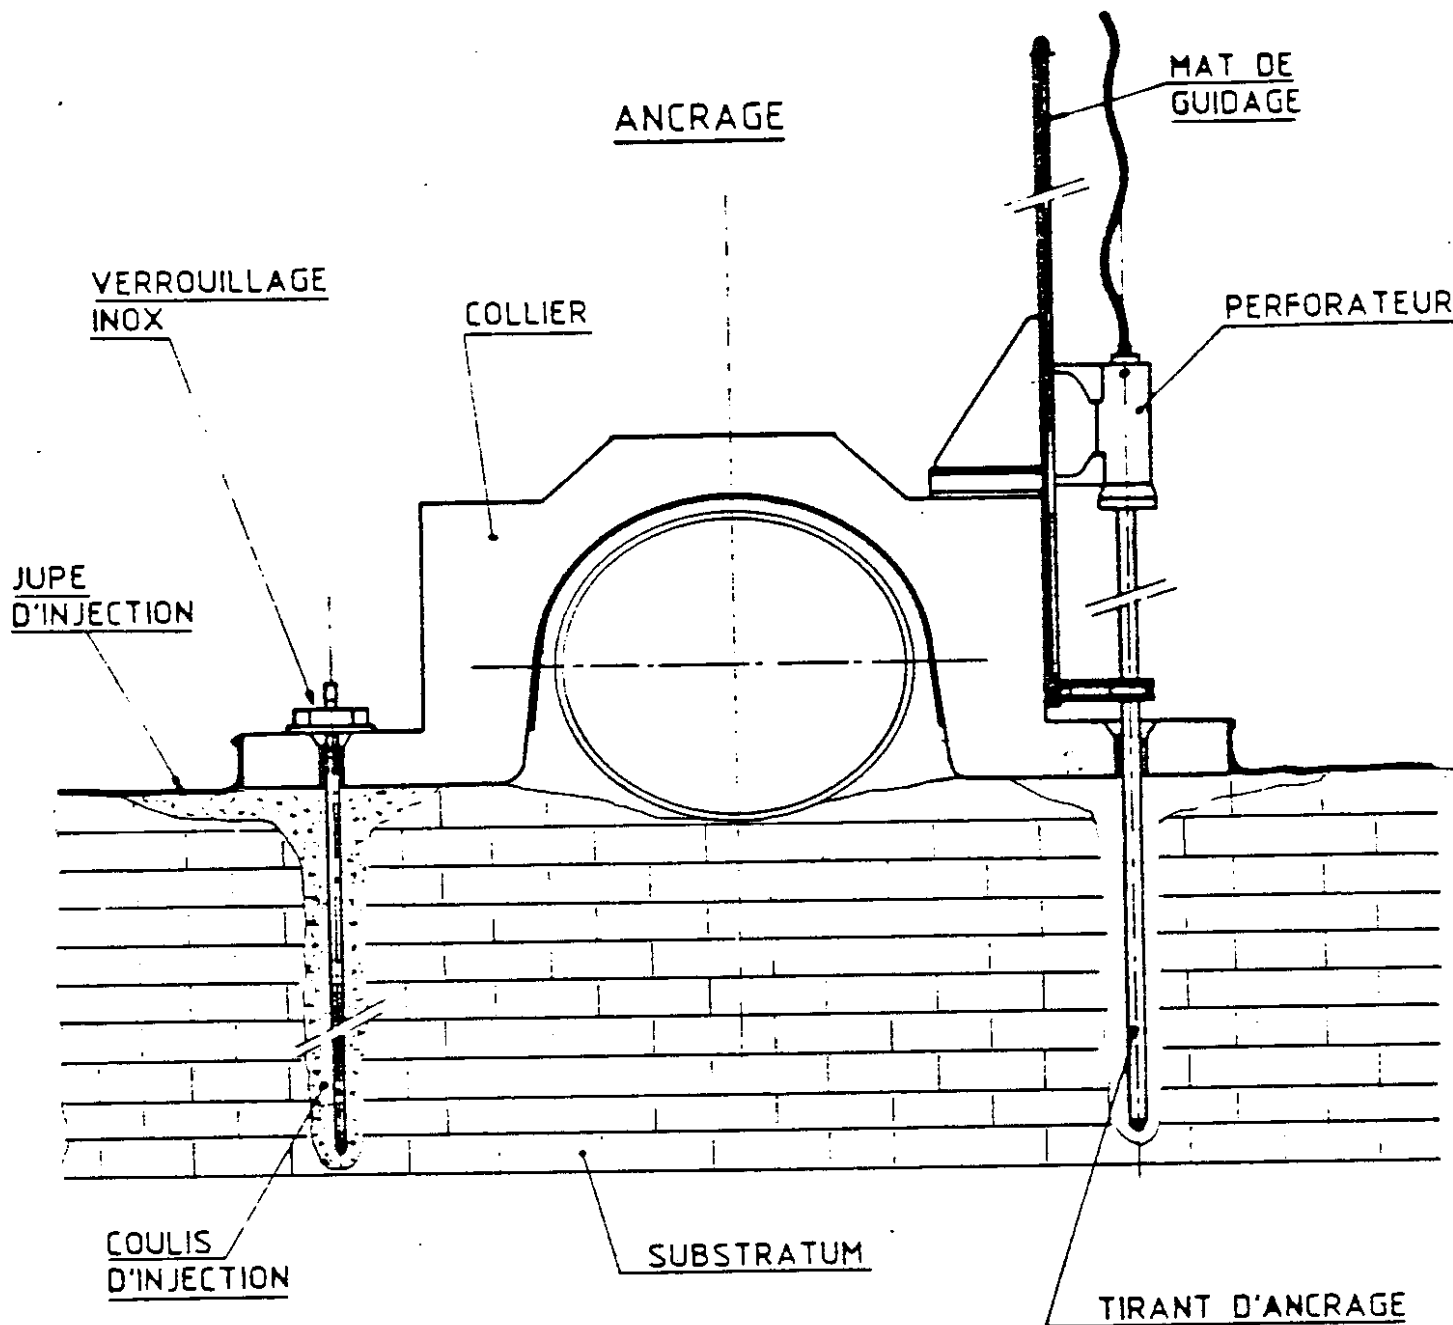 ANCRAGE
MAT DE
GUIDAGE
VERROUILLAGE
INOX
COLLIER
PERFORATEUR
JUPE
D'INJECTION
COULIS
D'INJECTION
SUBSTRATUM
TIRANT D'ANCRAGE